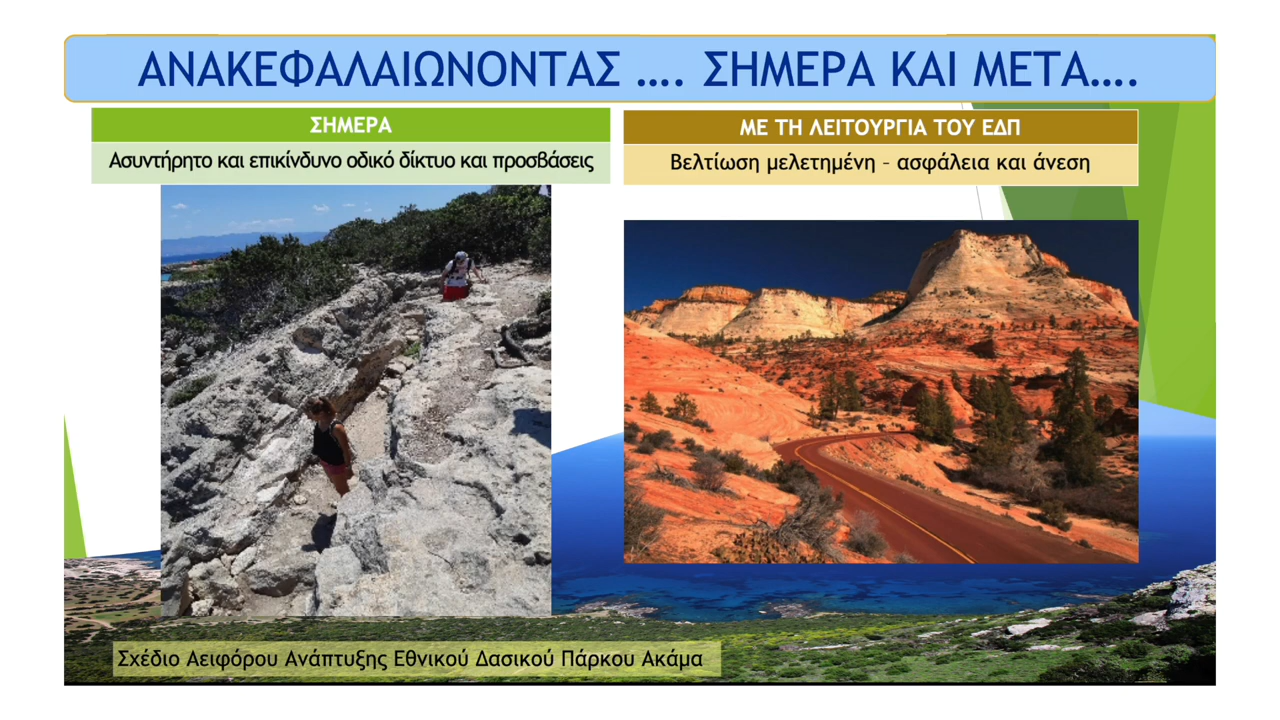 ΑΝΑΚΕΦΑΛΑΙΩΝΟΝΤΑΣ …. ΣΗΜΕΡΑ ΚΑΙ ΜΕΤΑ….
ΣΗΜΕΡΑ
Ασυντήρητο και επικίνδυνο οδικό δίκτυο και προσβάσεις
ΜΕ ΤΗ ΛΕΙΤΟΥΡΓΙΑ ΤΟΥ ΕΔΠ
Βελτίωση μελετημένη – ασφάλεια και άνεση
Σχέδιο Αειφόρου Ανάπτυξης Εθνικού Δασικού Πάρκου Ακάμα